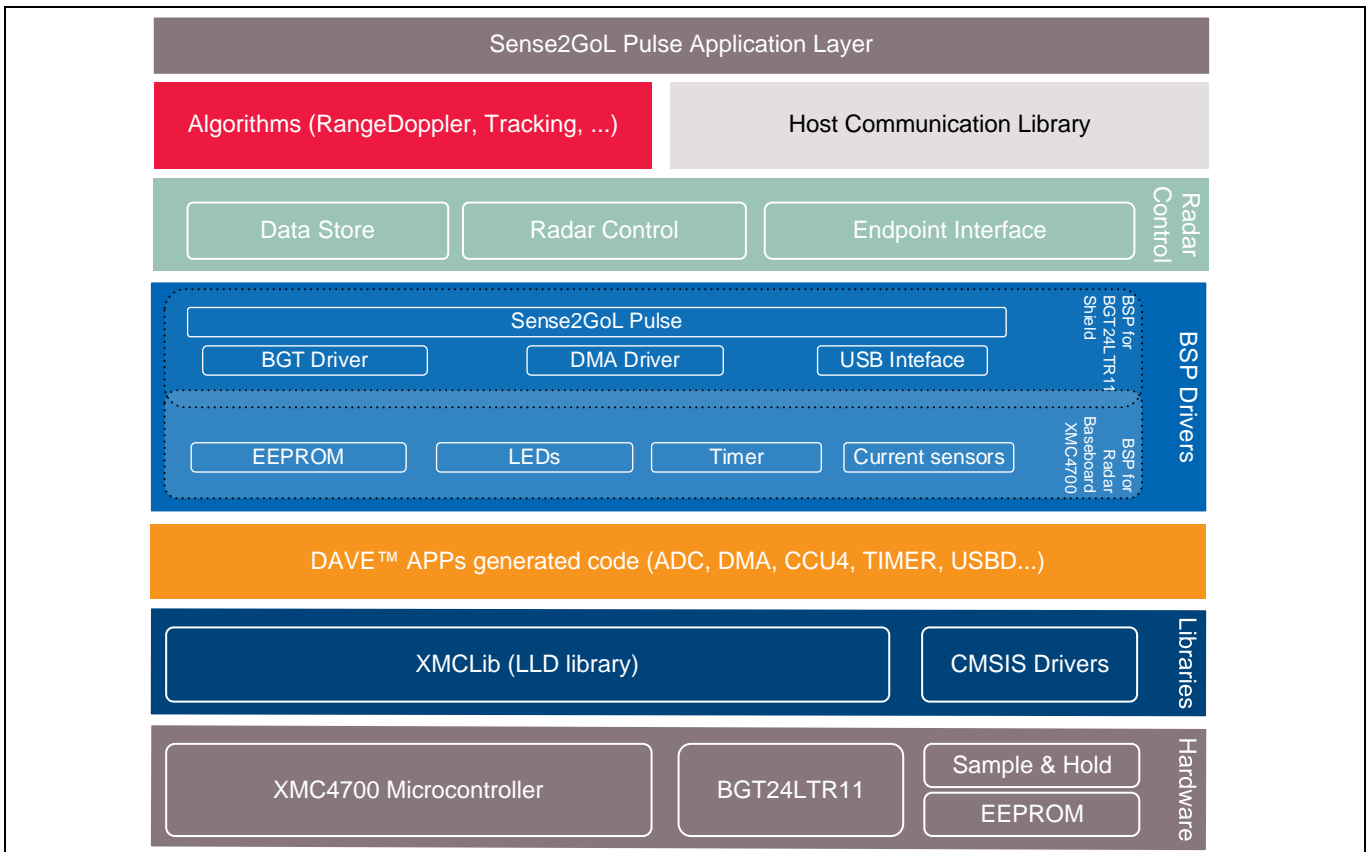 Sense2GoL Pulse Application Layer
Algorithms (RangeDoppler, Tracking, ...)
Host Communication Library
Data Store
Radar Control
Endpoint Interface
Radar
Control
Sense2GoL Pulse
BGT Driver
DMA Driver
USB Inteface
BSP for
BGT24LTR11
Shield
EEPROM
LEDs
Timer
Current sensors
BSP for
Radar
Baseboard
XMC4700
BSP Drivers
DAVE™ APPs generated code (ADC, DMA, CCU4, TIMER, USBD...)
XMCLib (LLD library)
CMSIS Drivers
Libraries
XMC4700 Microcontroller
BGT24LTR11
Sample & Hold
EEPROM
Hardware